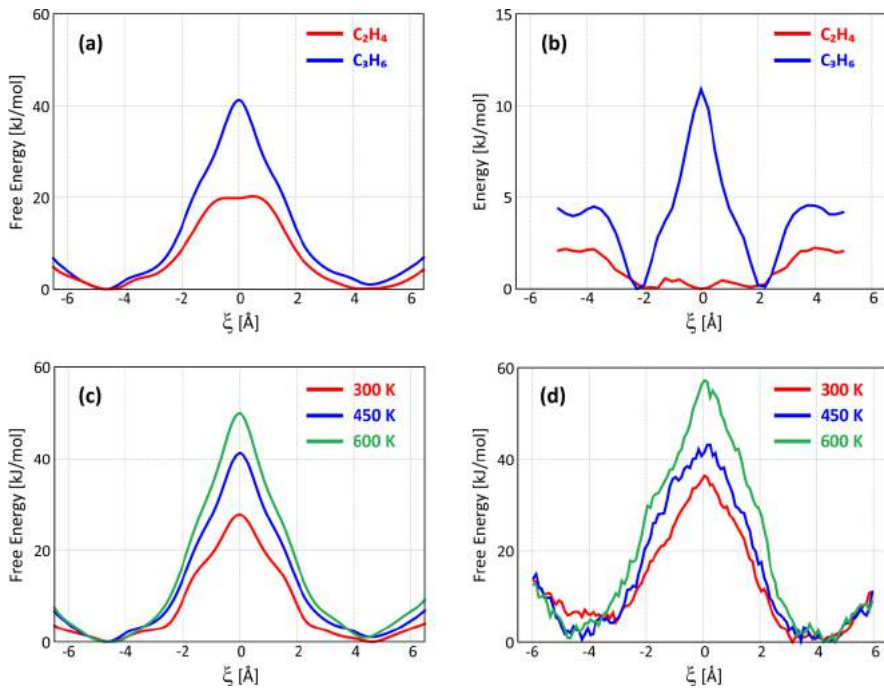 (a)
C₂H₄
C₃H₆
Free Energy [kJ/mol]
60
40
20
0
-6 -4 -2 0 2 4 6
ξ [Å]
(b)
C₂H₄
C₃H₆
Energy [kJ/mol]
15
10
5
0
-6 -4 -2 0 2 4 6
ξ [Å]
(c)
300 K
450 K
600 K
Free Energy [kJ/mol]
60
40
20
0
-6 -4 -2 0 2 4 6
ξ [Å]
(d)
300 K
450 K
600 K
Free Energy [kJ/mol]
60
40
20
0
-6 -4 -2 0 2 4 6
ξ [Å]